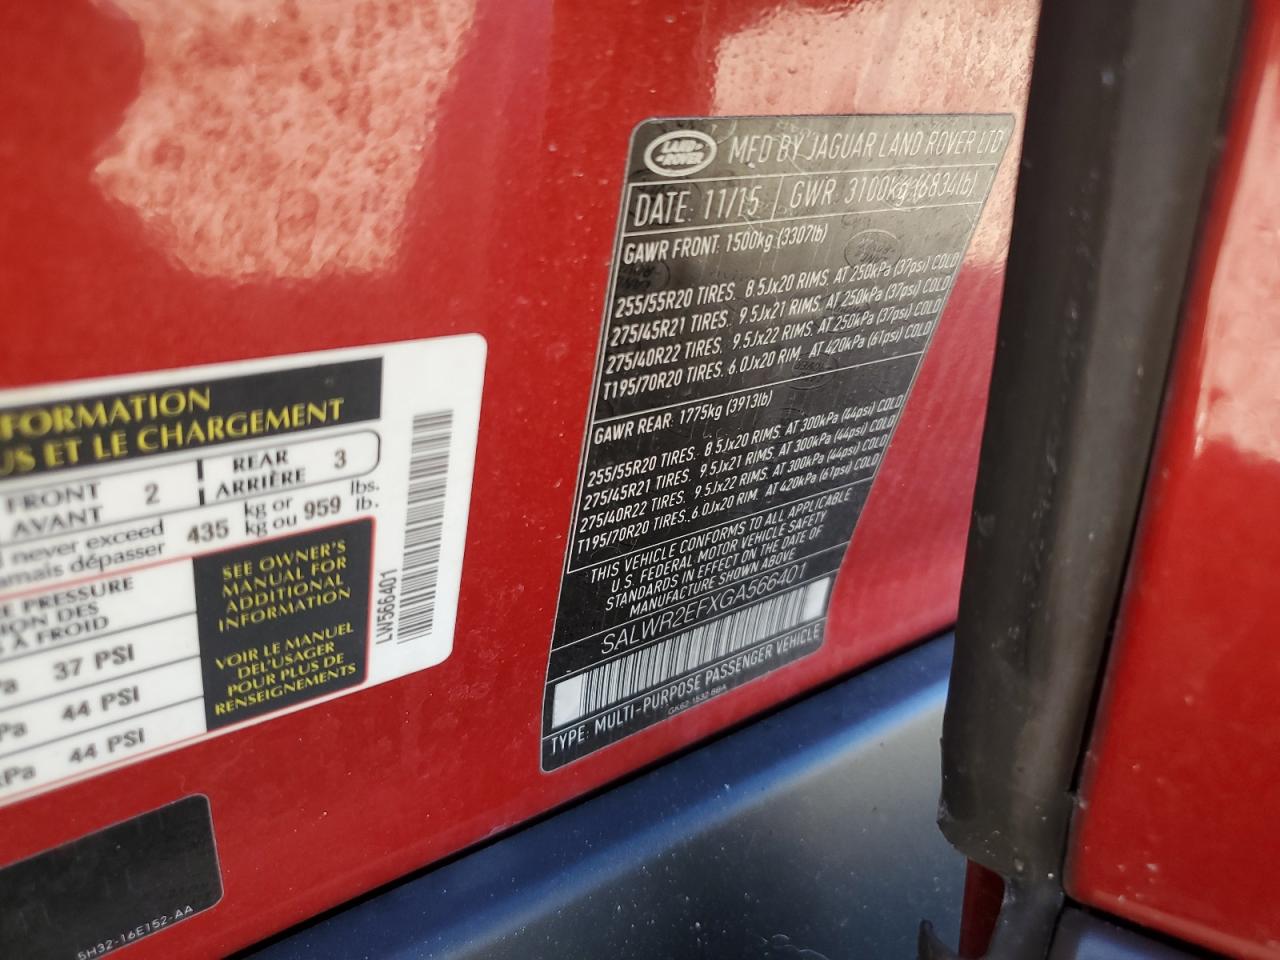 FORMATION
US ET LE CHARGEMENT
FRONT
AVANT
2
REAR
ARRIÈRE
3
never exceed
amais dépasser
435
kg or
kg ou
959
lbs.
lb.
PRESSURE
ION DES
À FROID
37 PSI
Pa 44 PSI
kPa 44 PSI
SEE OWNER'S
MANUAL FOR
ADDITIONAL
INFORMATION
VOIR LE MANUEL
DEL'USAGER
POUR PLUS DE
RENSEIGNEMENTS
LW566401
5H32-16E152-AA
LAND
ROVER
MFD BY JAGUAR LAND ROVER LTD
DATE: 11/15 GWR 3100kg (6834lb)
GAWR FRONT: 1500kg (3307lb)
255/55R20 TIRES. 8.5Jx20 RIMS. AT 250kPa (37psi) COLD
275/45R21 TIRES. 9.5Jx21 RIMS. AT 250kPa (37psi) COLD
275/40R22 TIRES. 9.5Jx22 RIMS. AT 250kPa (37psi) COLD
T195/70R20 TIRES. 6.0Jx20 RIM. AT 420kPa (61psi) COLD
GAWR REAR: 1775kg (3913lb)
255/55R20 TIRES. 8.5Jx20 RIMS. AT 300kPa (44psi) COLD
275/45R21 TIRES. 9.5Jx21 RIMS. AT 300kPa (44psi) COLD
275/40R22 TIRES. 9.5Jx22 RIMS. AT 300kPa (44psi) COLD
T195/70R20 TIRES. 6.0Jx20 RIM. AT 420kPa (61psi) COLD
THIS VEHICLE CONFORMS TO ALL APPLICABLE
U.S. FEDERAL MOTOR VEHICLE SAFETY
STANDARDS IN EFFECT ON THE DATE OF
MANUFACTURE SHOWN ABOVE
SALWR2EFXGA566401
TYPE: MULTI-PURPOSE PASSENGER VEHICLE